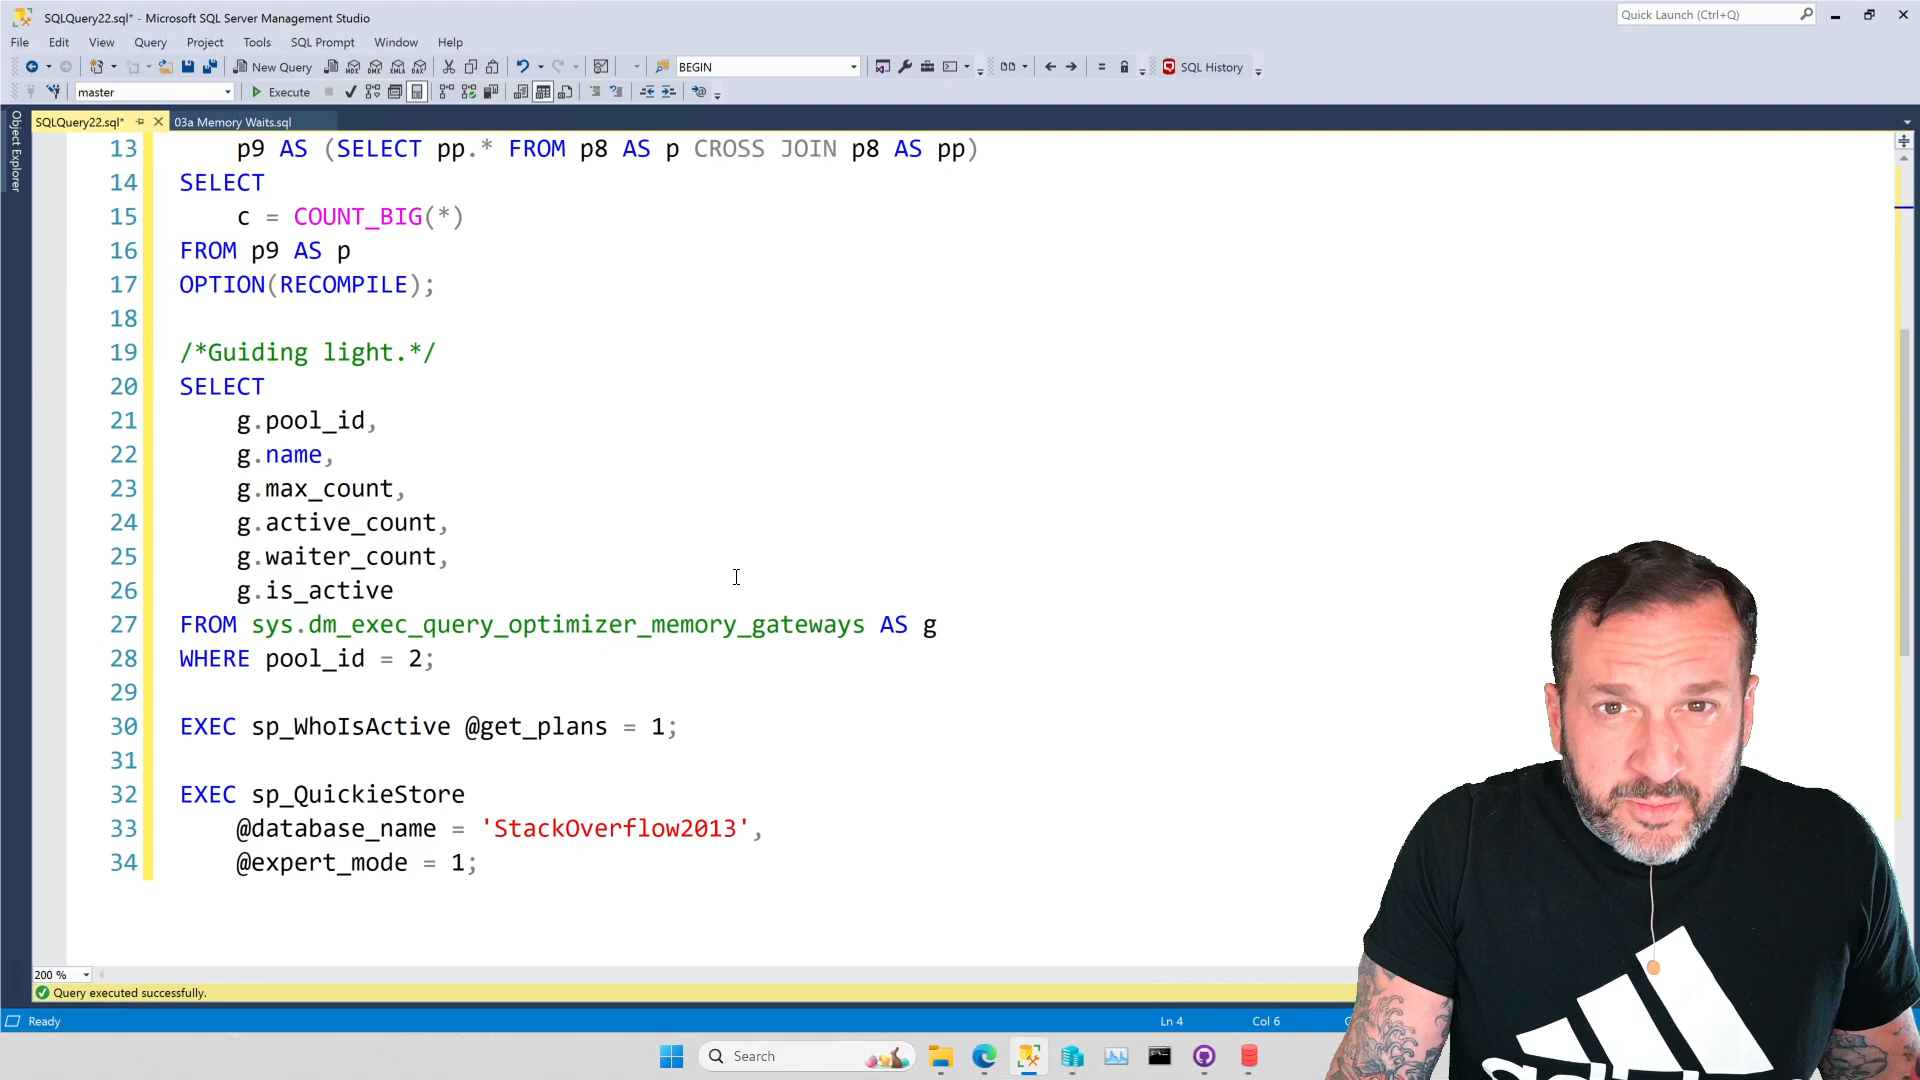 SQLQuery22.sql* - Microsoft SQL Server Management Studio
Quick Launch (Ctrl+Q)
File Edit View Query Project Tools SQL Prompt Window Help
New Query MDX DMX XMLA DAX BEGIN SQL History
master Execute
Object Explorer
SQLQuery22.sql* 03a Memory Waits.sql
13 p9 AS (SELECT pp.* FROM p8 AS p CROSS JOIN p8 AS pp)
14 SELECT
15 c = COUNT_BIG(*)
16 FROM p9 AS p
17 OPTION(RECOMPILE);
18
19 /*Guiding light.*/
20 SELECT
21 g.pool_id,
22 g.name,
23 g.max_count,
24 g.active_count,
25 g.waiter_count,
26 g.is_active
27 FROM sys.dm_exec_query_optimizer_memory_gateways AS g
28 WHERE pool_id = 2;
29
30 EXEC sp_WhoIsActive @get_plans = 1;
31
32 EXEC sp_QuickieStore
33 @database_name = 'StackOverflow2013',
34 @expert_mode = 1;
200 %
Query executed successfully.
Ready Ln 4 Col 6
Search